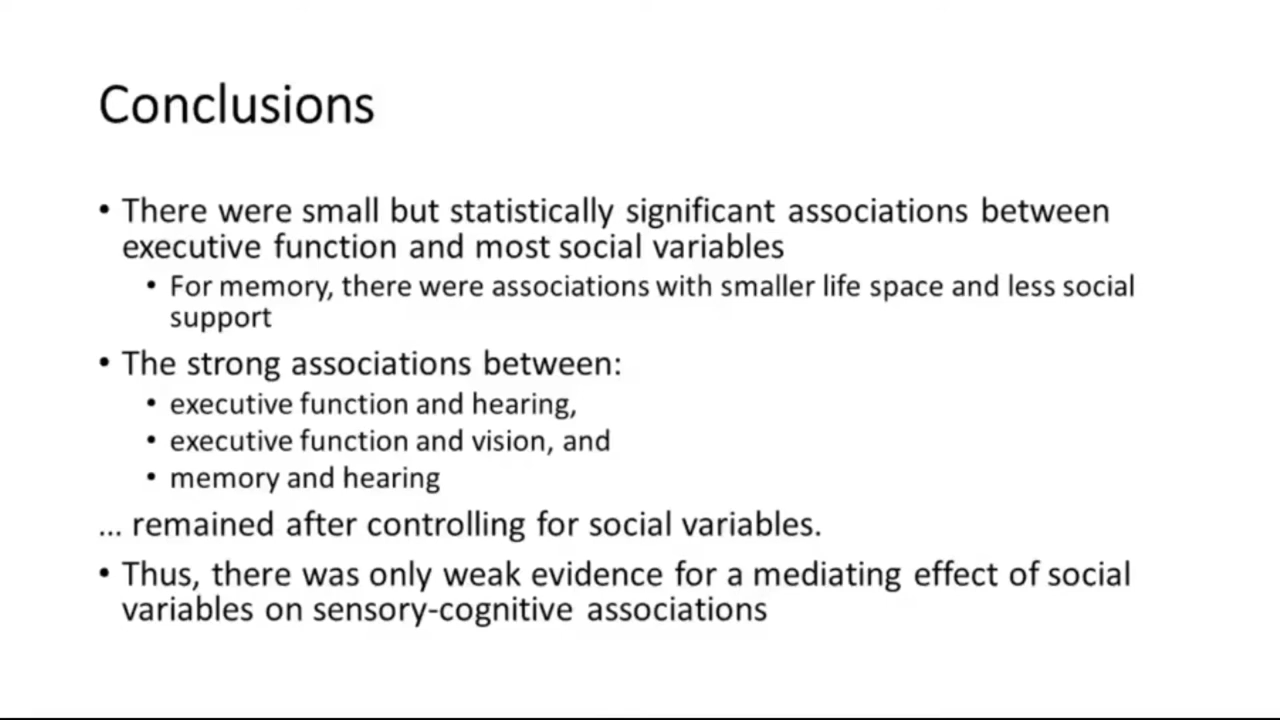 Conclusions
• There were small but statistically significant associations between
executive function and most social variables
• For memory, there were associations with smaller life space and less social
support
• The strong associations between:
• executive function and hearing,
• executive function and vision, and
• memory and hearing
... remained after controlling for social variables.
• Thus, there was only weak evidence for a mediating effect of social
variables on sensory-cognitive associations